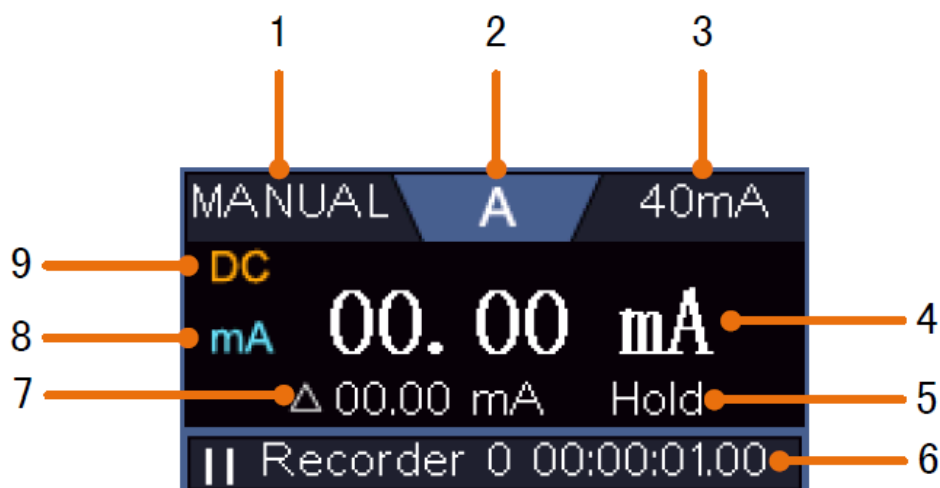 1 2 3
MANUAL A 40mA
9 DC
8 mA 00.00 mA 4
7 △ 00.00 mA Hold 5
|| Recorder 0 00:00:01.00 6